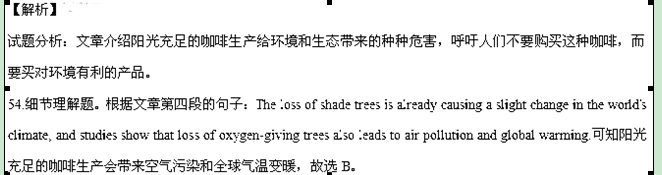 【解析】
试题分析：文章介绍阳光充足的咖啡生产给环境和生态带来的种种危害，呼吁人们不要购买这种咖啡，而
要买对环境有利的产品。
54.细节理解题。根据文章第四段的句子：The loss of shade trees is already causing a slight change in the world's
climate, and studies show that loss of oxygen-giving trees also leads to air pollution and global warming.可知阳光
充足的咖啡生产会带来空气污染和全球气温变暖，故选 B。